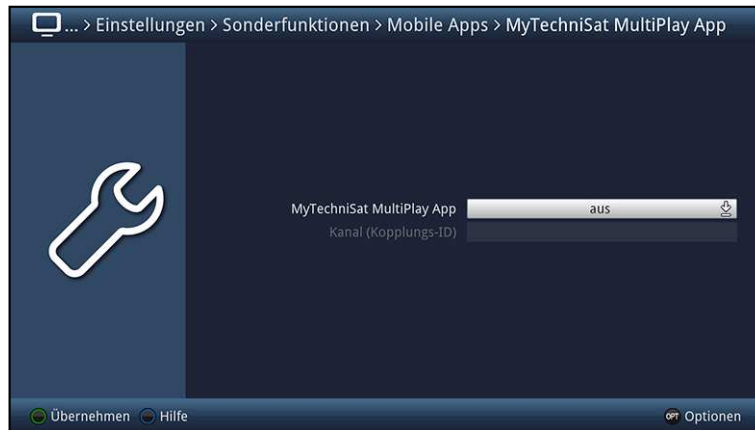 ... > Einstellungen > Sonderfunktionen > Mobile Apps > MyTechniSat MultiPlay App
MyTechniSat MultiPlay App aus
Kanal (Kopplungs-ID)
Übernehmen Hilfe OPT Optionen